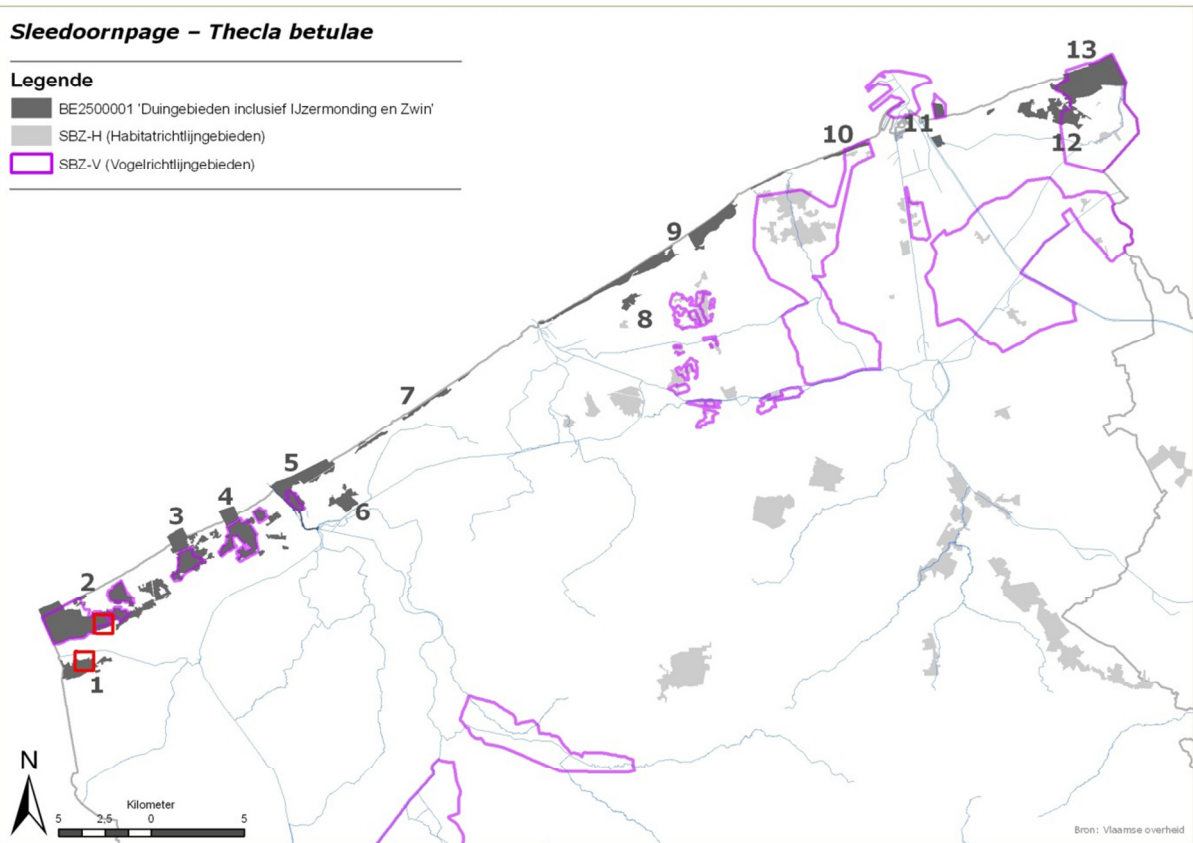 Sleedoornpage – Thecla betulae
Legende
BE2500001 'Duingebieden inclusief IJzermonding en Zwin'
SBZ-H (Habitatrichtlijngebieden)
SBZ-V (Vogelrichtlijngebieden)
13
12
11
10
9
8
7
5
6
4
3
2
1
N
Kilometer
5 2,5 0 5
Bron: Vlaamse overheid